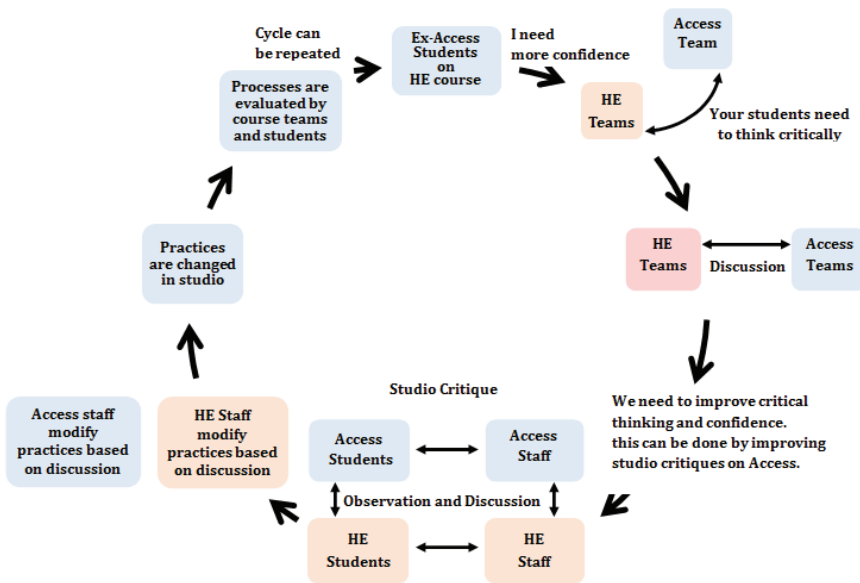 Cycle can
be repeated
Ex-Access
Students
on
HE course
I need
more confidence
Access
Team
HE
Teams
Your students need
to think critically
HE
Teams
Discussion
Access
Teams
We need to improve critical
thinking and confidence.
this can be done by improving
studio critiques on Access.
Studio Critique
Access
Students
Access
Staff
Observation and Discussion
HE
Students
HE
Staff
HE Staff
modify
practices based
on discussion
Access staff
modify
practices based
on discussion
Practices
are changed
in studio
Processes are
evaluated by
course teams
and students